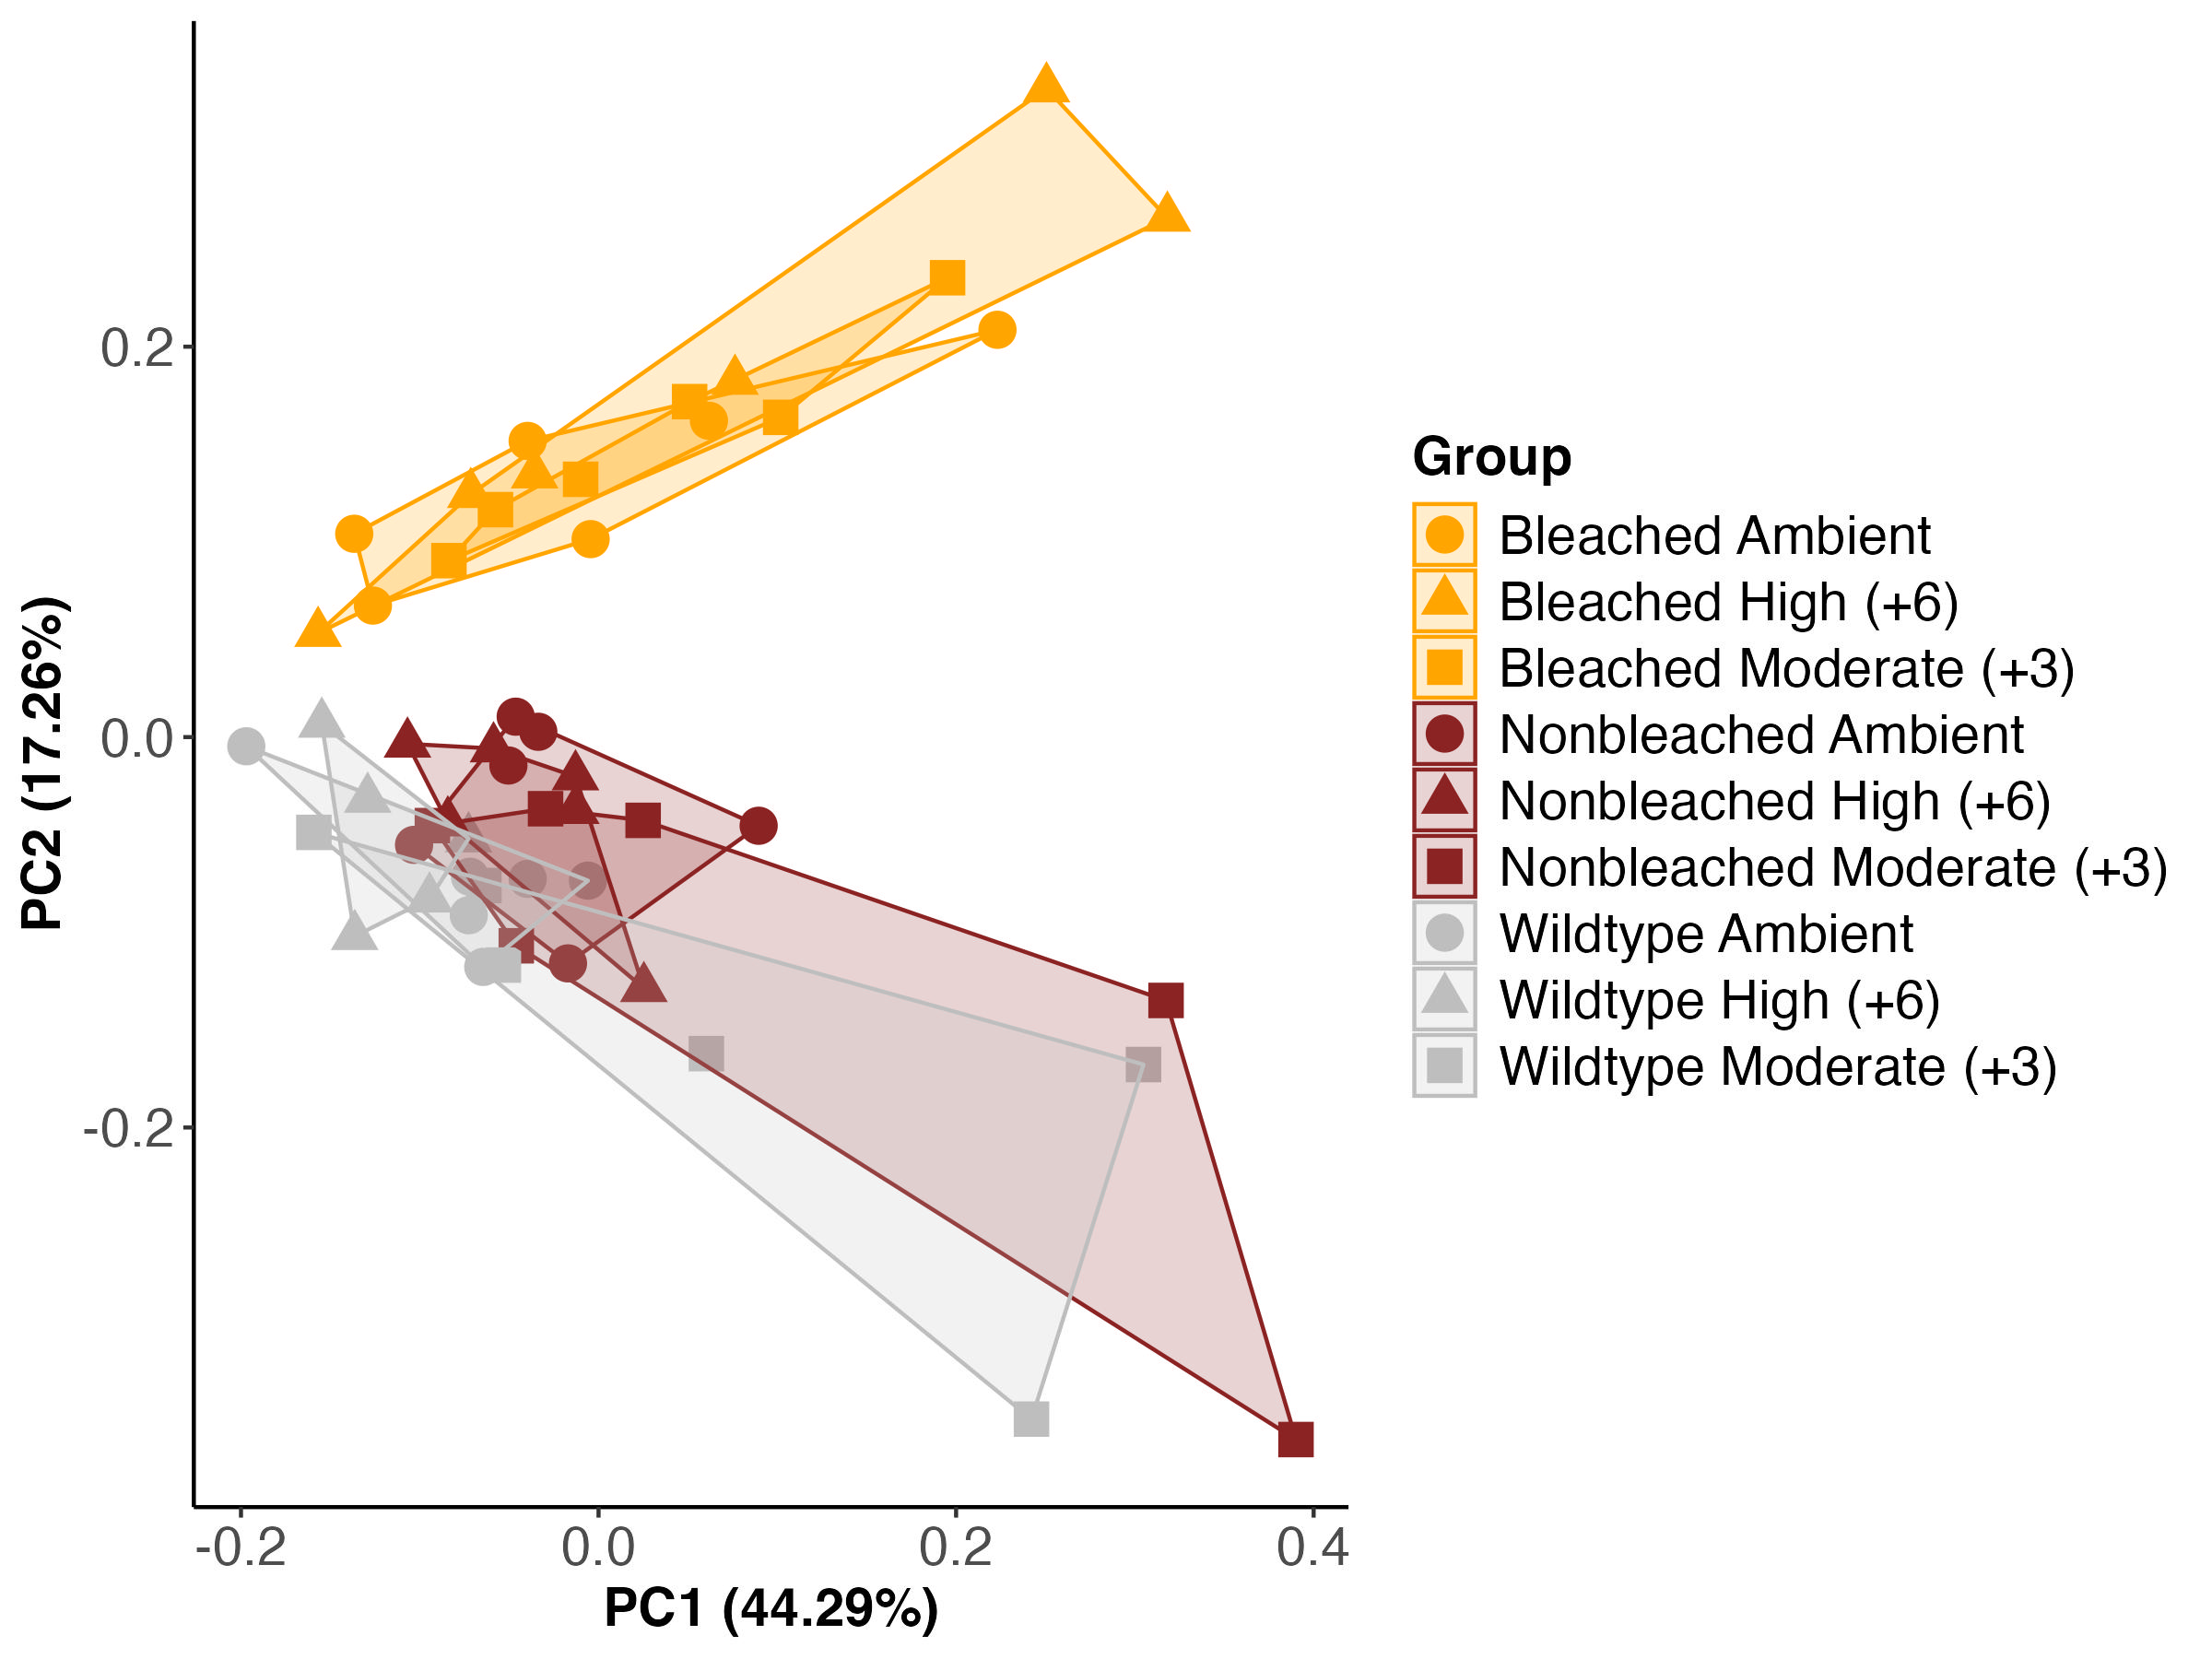 0.2
0.0
-0.2
PC2 (17.26%)
-0.2
0.0
0.2
0.4
PC1 (44.29%)
Group
Bleached Ambient
Bleached High (+6)
Bleached Moderate (+3)
Nonbleached Ambient
Nonbleached High (+6)
Nonbleached Moderate (+3)
Wildtype Ambient
Wildtype High (+6)
Wildtype Moderate (+3)